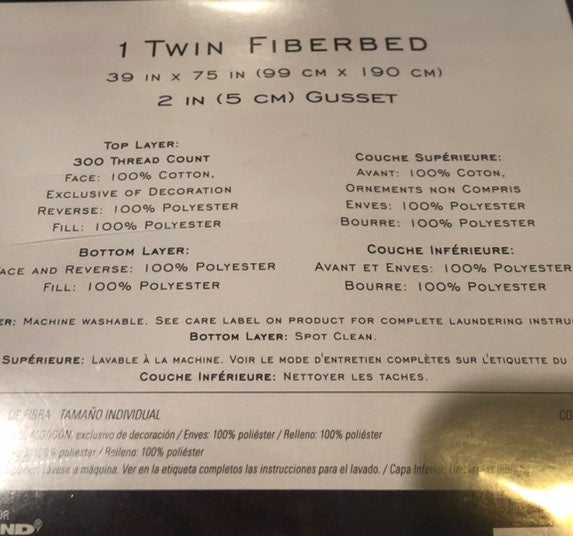 1 TWIN FIBERBED
39 IN X 75 IN (99 CM X 190 CM)
2 IN (5 CM) GUSSET
TOP LAYER:
300 THREAD COUNT
FACE: 100% COTTON,
EXCLUSIVE OF DECORATION
REVERSE: 100% POLYESTER
FILL: 100% POLYESTER
BOTTOM LAYER:
ACE AND REVERSE: 100% POLYESTER
FILL: 100% POLYESTER
COUCHE SUPÉRIEURE:
AVANT: 100% COTON,
ORNEMENTS NON COMPRIS
ENVES: 100% POLYESTER
BOURRE: 100% POLYESTER
COUCHE INFÉRIEURE:
AVANT ET ENVES: 100% POLYESTER
BOURRE: 100% POLYESTER
ER: MACHINE WASHABLE. SEE CARE LABEL ON PRODUCT FOR COMPLETE LAUNDERING INSTRU
BOTTOM LAYER: SPOT CLEAN.
SUPÉRIEURE: LAVABLE À LA MACHINE. VOIR LE MODE D'ENTRETIEN COMPLÈTES SUR L'ETIQUETTE DU
COUCHE INFÉRIEURE: NETTOYER LES TACHES.
DE FIBRA TAMAÑO INDIVIDUAL
CO
ALGODÓN, exclusivo de decoración / Enves: 100% poliéster / Relleno: 100% poliéster
100% poliéster / Relleno: 100% poliéster
Lávese a máquina. Ver en la etiqueta completos las instrucciones para el lavado. / Capa Inferior
OR
ND®